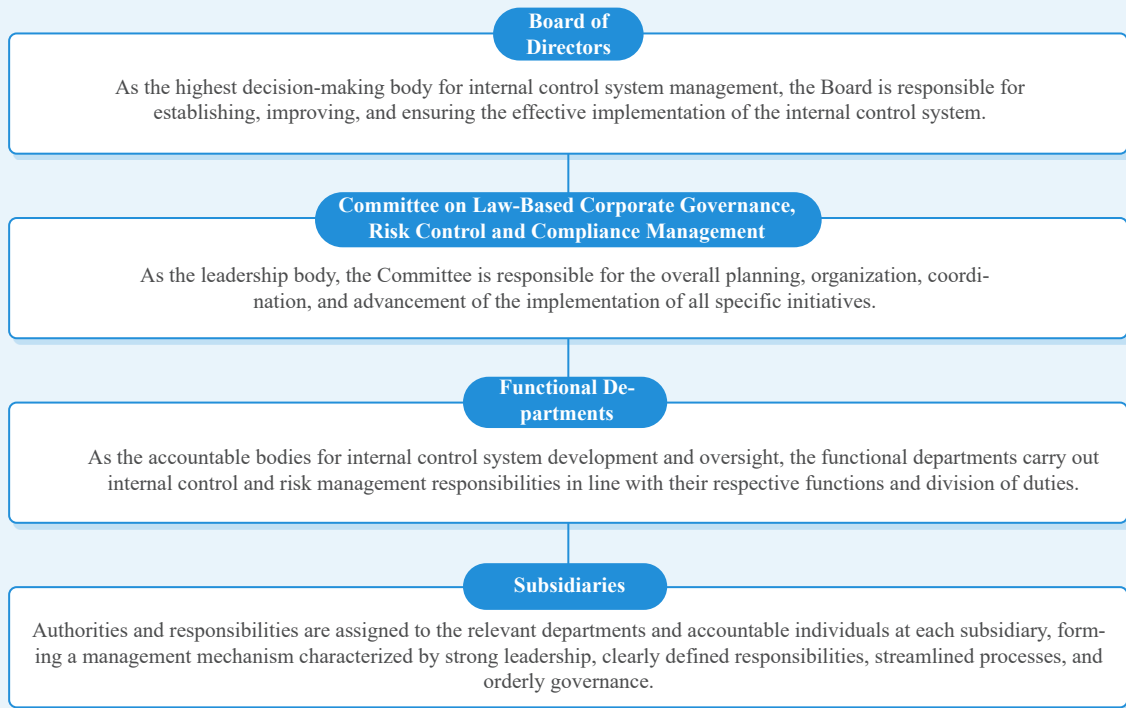 Board of
Directors
As the highest decision-making body for internal control system management, the Board is responsible for
establishing, improving, and ensuring the effective implementation of the internal control system.
Committee on Law-Based Corporate Governance,
Risk Control and Compliance Management
As the leadership body, the Committee is responsible for the overall planning, organization, coordi-
nation, and advancement of the implementation of all specific initiatives.
Functional De-
partments
As the accountable bodies for internal control system development and oversight, the functional departments carry out
internal control and risk management responsibilities in line with their respective functions and division of duties.
Subsidiaries
Authorities and responsibilities are assigned to the relevant departments and accountable individuals at each subsidiary, form-
ing a management mechanism characterized by strong leadership, clearly defined responsibilities, streamlined processes, and
orderly governance.